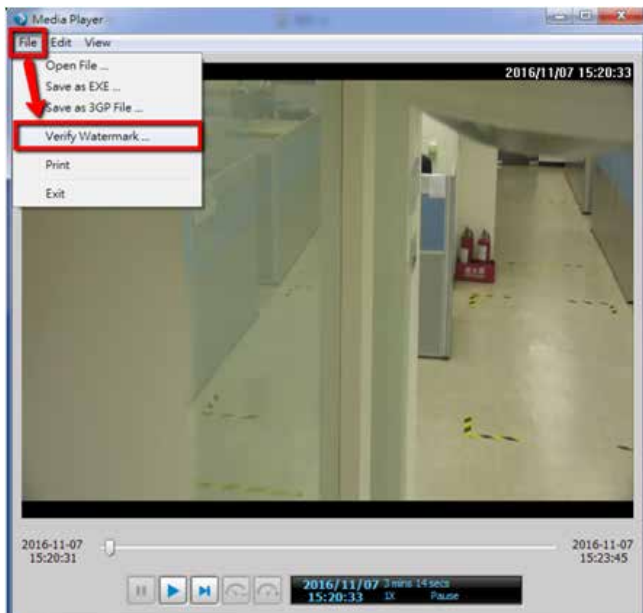 Media Player
File Edit View
Open File ...
Save as EXE ...
Save as 3GP File ...
Verify Watermark ...
Print
Exit
2016/11/07 15:20:33
2016-11-07
15:20:31
2016-11-07
15:23:45
2016/11/07 3 mins 14 secs
15:20:33 1X Pause